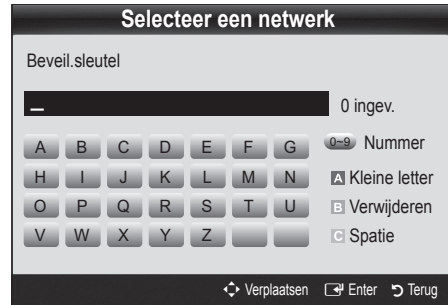 Selecteer een netwerk
Beveil.sleutel
_ 0 ingev.
A B C D E F G 0~9 Nummer
H I J K L M N A Kleine letter
O P Q R S T U B Verwijderen
V W X Y Z C Spatie
Verplaatsen Enter Terug